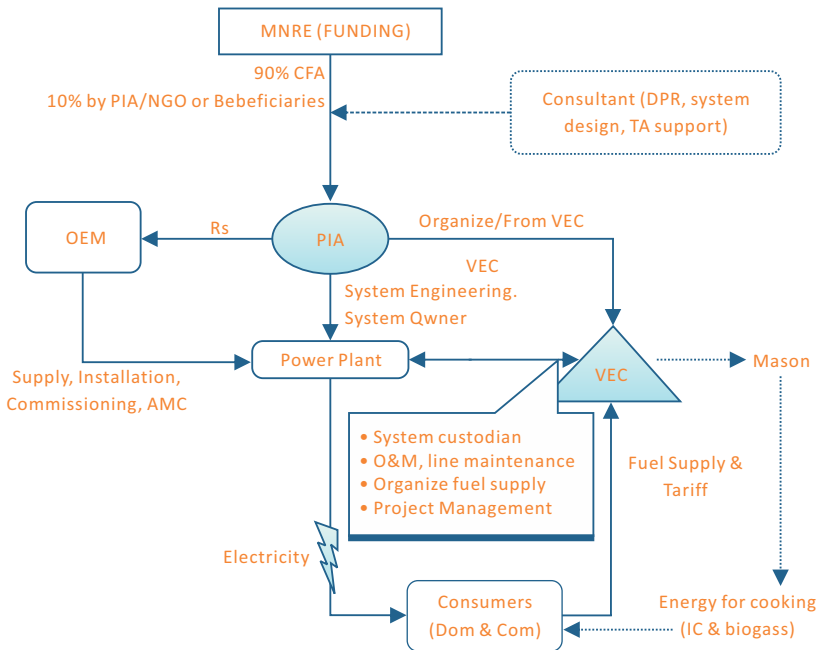 MNRE (FUNDING)
90% CFA
10% by PIA/NGO or Bebeficiaries
Consultant (DPR, system
design, TA support)
OEM
Rs
PIA
Organize/From VEC
VEC
System Engineering.
System Qwner
Power Plant
VEC
Mason
Supply, Installation,
Commissioning, AMC
• System custodian
• O&M, line maintenance
• Organize fuel supply
• Project Management
Fuel Supply &
Tariff
Electricity
Consumers
(Dom & Com)
Energy for cooking
(IC & biogass)